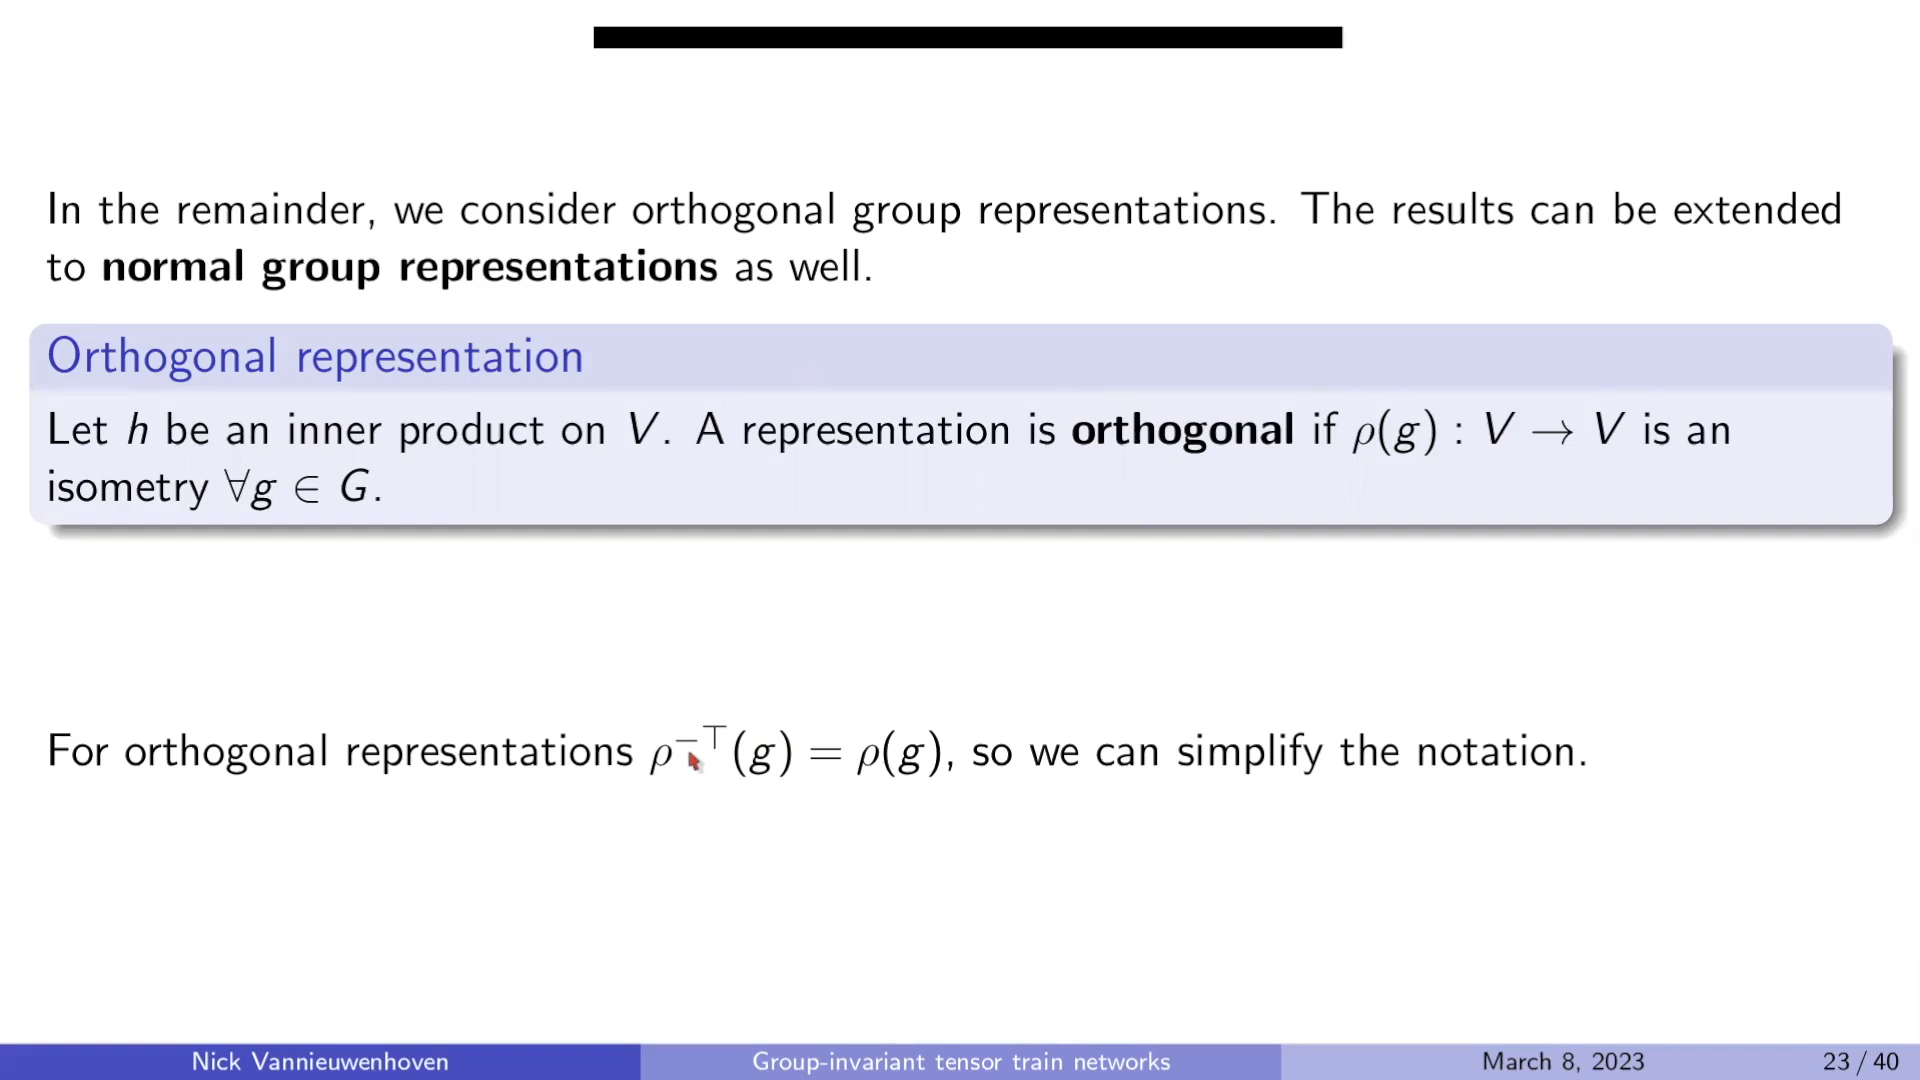 In the remainder, we consider orthogonal group representations. The results can be extended
to normal group representations as well.
Orthogonal representation
Let h be an inner product on V. A representation is orthogonal if ρ(g) : V → V is an
isometry ∀g ∈ G.
For orthogonal representations ρ⁻⊤(g) = ρ(g), so we can simplify the notation.
Nick Vannieuwenhoven Group-invariant tensor train networks March 8, 2023 23 / 40